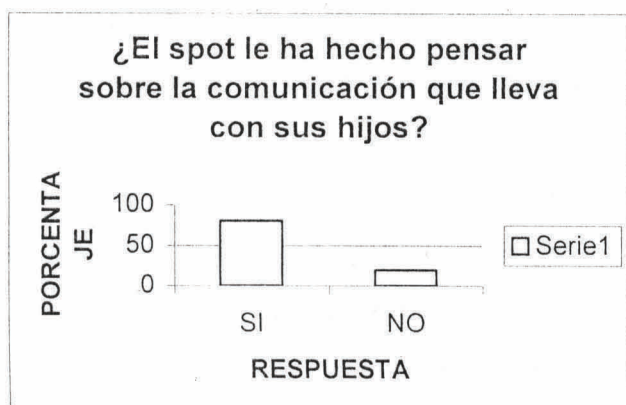 ¿El spot le ha hecho pensar
sobre la comunicación que lleva
con sus hijos?
PORCENTA
JE
100
50
0
SI
NO
Serie1
RESPUESTA